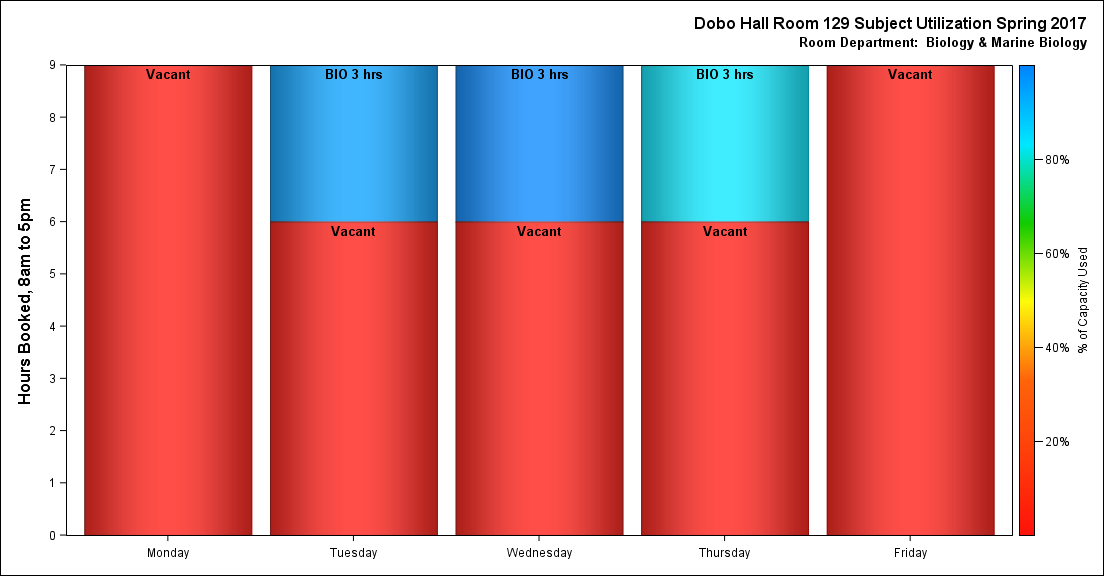 Dobo Hall Room 129 Subject Utilization Spring 2017
Room Department:  Biology & Marine Biology
Hours Booked, 8am to 5pm
9
8
7
6
5
4
3
2
1
0
Vacant
BIO 3 hrs
BIO 3 hrs
BIO 3 hrs
Vacant
Vacant
Vacant
Vacant
Monday
Tuesday
Wednesday
Thursday
Friday
80%
60%
40%
20%
% of Capacity Used